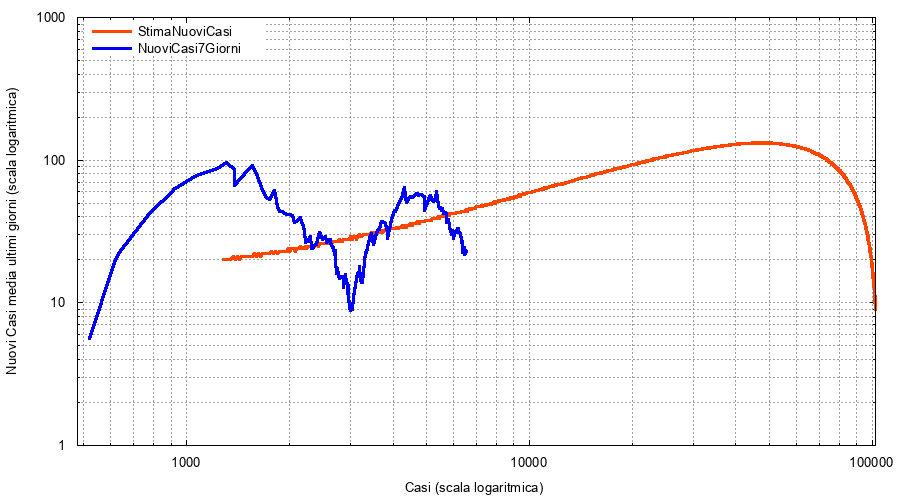 1000
StimaNuoviCasi
NuoviCasi7Giorni
100
10
1
Nuovi Casi media ultimi giorni (scala logaritmica)
1000
10000
100000
Casi (scala logaritmica)